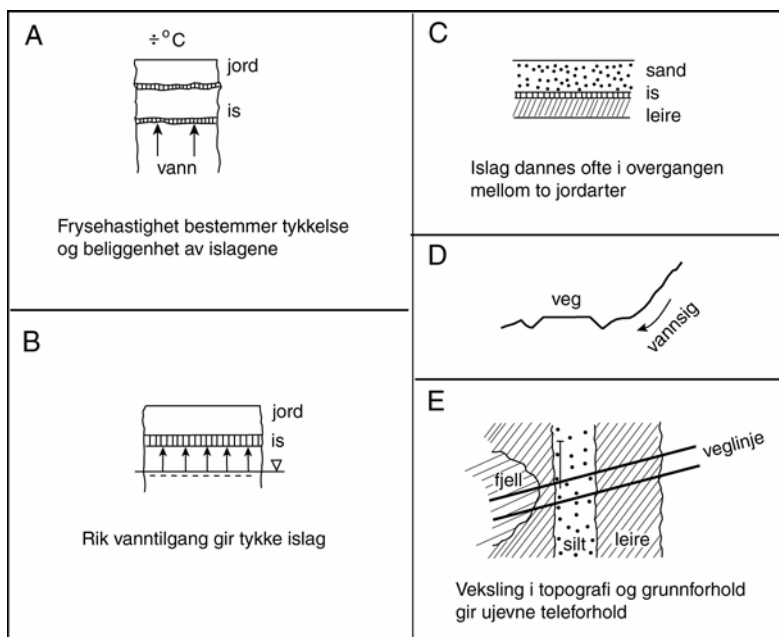 A
÷°C
jord
is
vann
Frysehastighet bestemmer tykkelse
og beliggenhet av islagene
B
jord
is
Rik vanntilgang gir tykke islag
C
sand
is
leire
Islag dannes ofte i overgangen
mellom to jordarter
D
veg
vannsig
E
veglinje
fjell
silt
leire
Veksling i topografi og grunnforhold
gir ujevne teleforhold